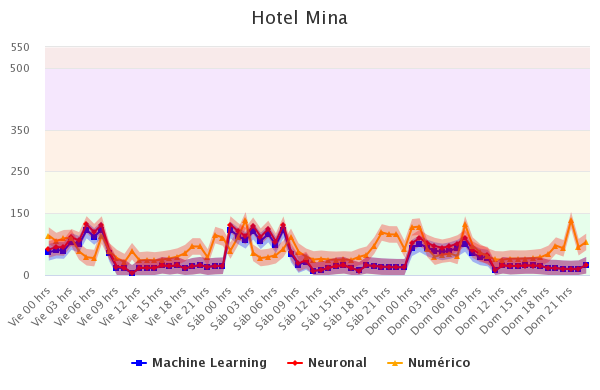 Hotel Mina
550
500
350
250
150
0
Vie 00 hrs
Vie 03 hrs
Vie 06 hrs
Vie 09 hrs
Vie 12 hrs
Vie 15 hrs
Vie 18 hrs
Vie 21 hrs
Sáb 00 hrs
Sáb 03 hrs
Sáb 06 hrs
Sáb 09 hrs
Sáb 12 hrs
Sáb 15 hrs
Sáb 18 hrs
Sáb 21 hrs
Dom 00 hrs
Dom 03 hrs
Dom 06 hrs
Dom 09 hrs
Dom 12 hrs
Dom 15 hrs
Dom 18 hrs
Dom 21 hrs
Machine Learning Neuronal Numérico